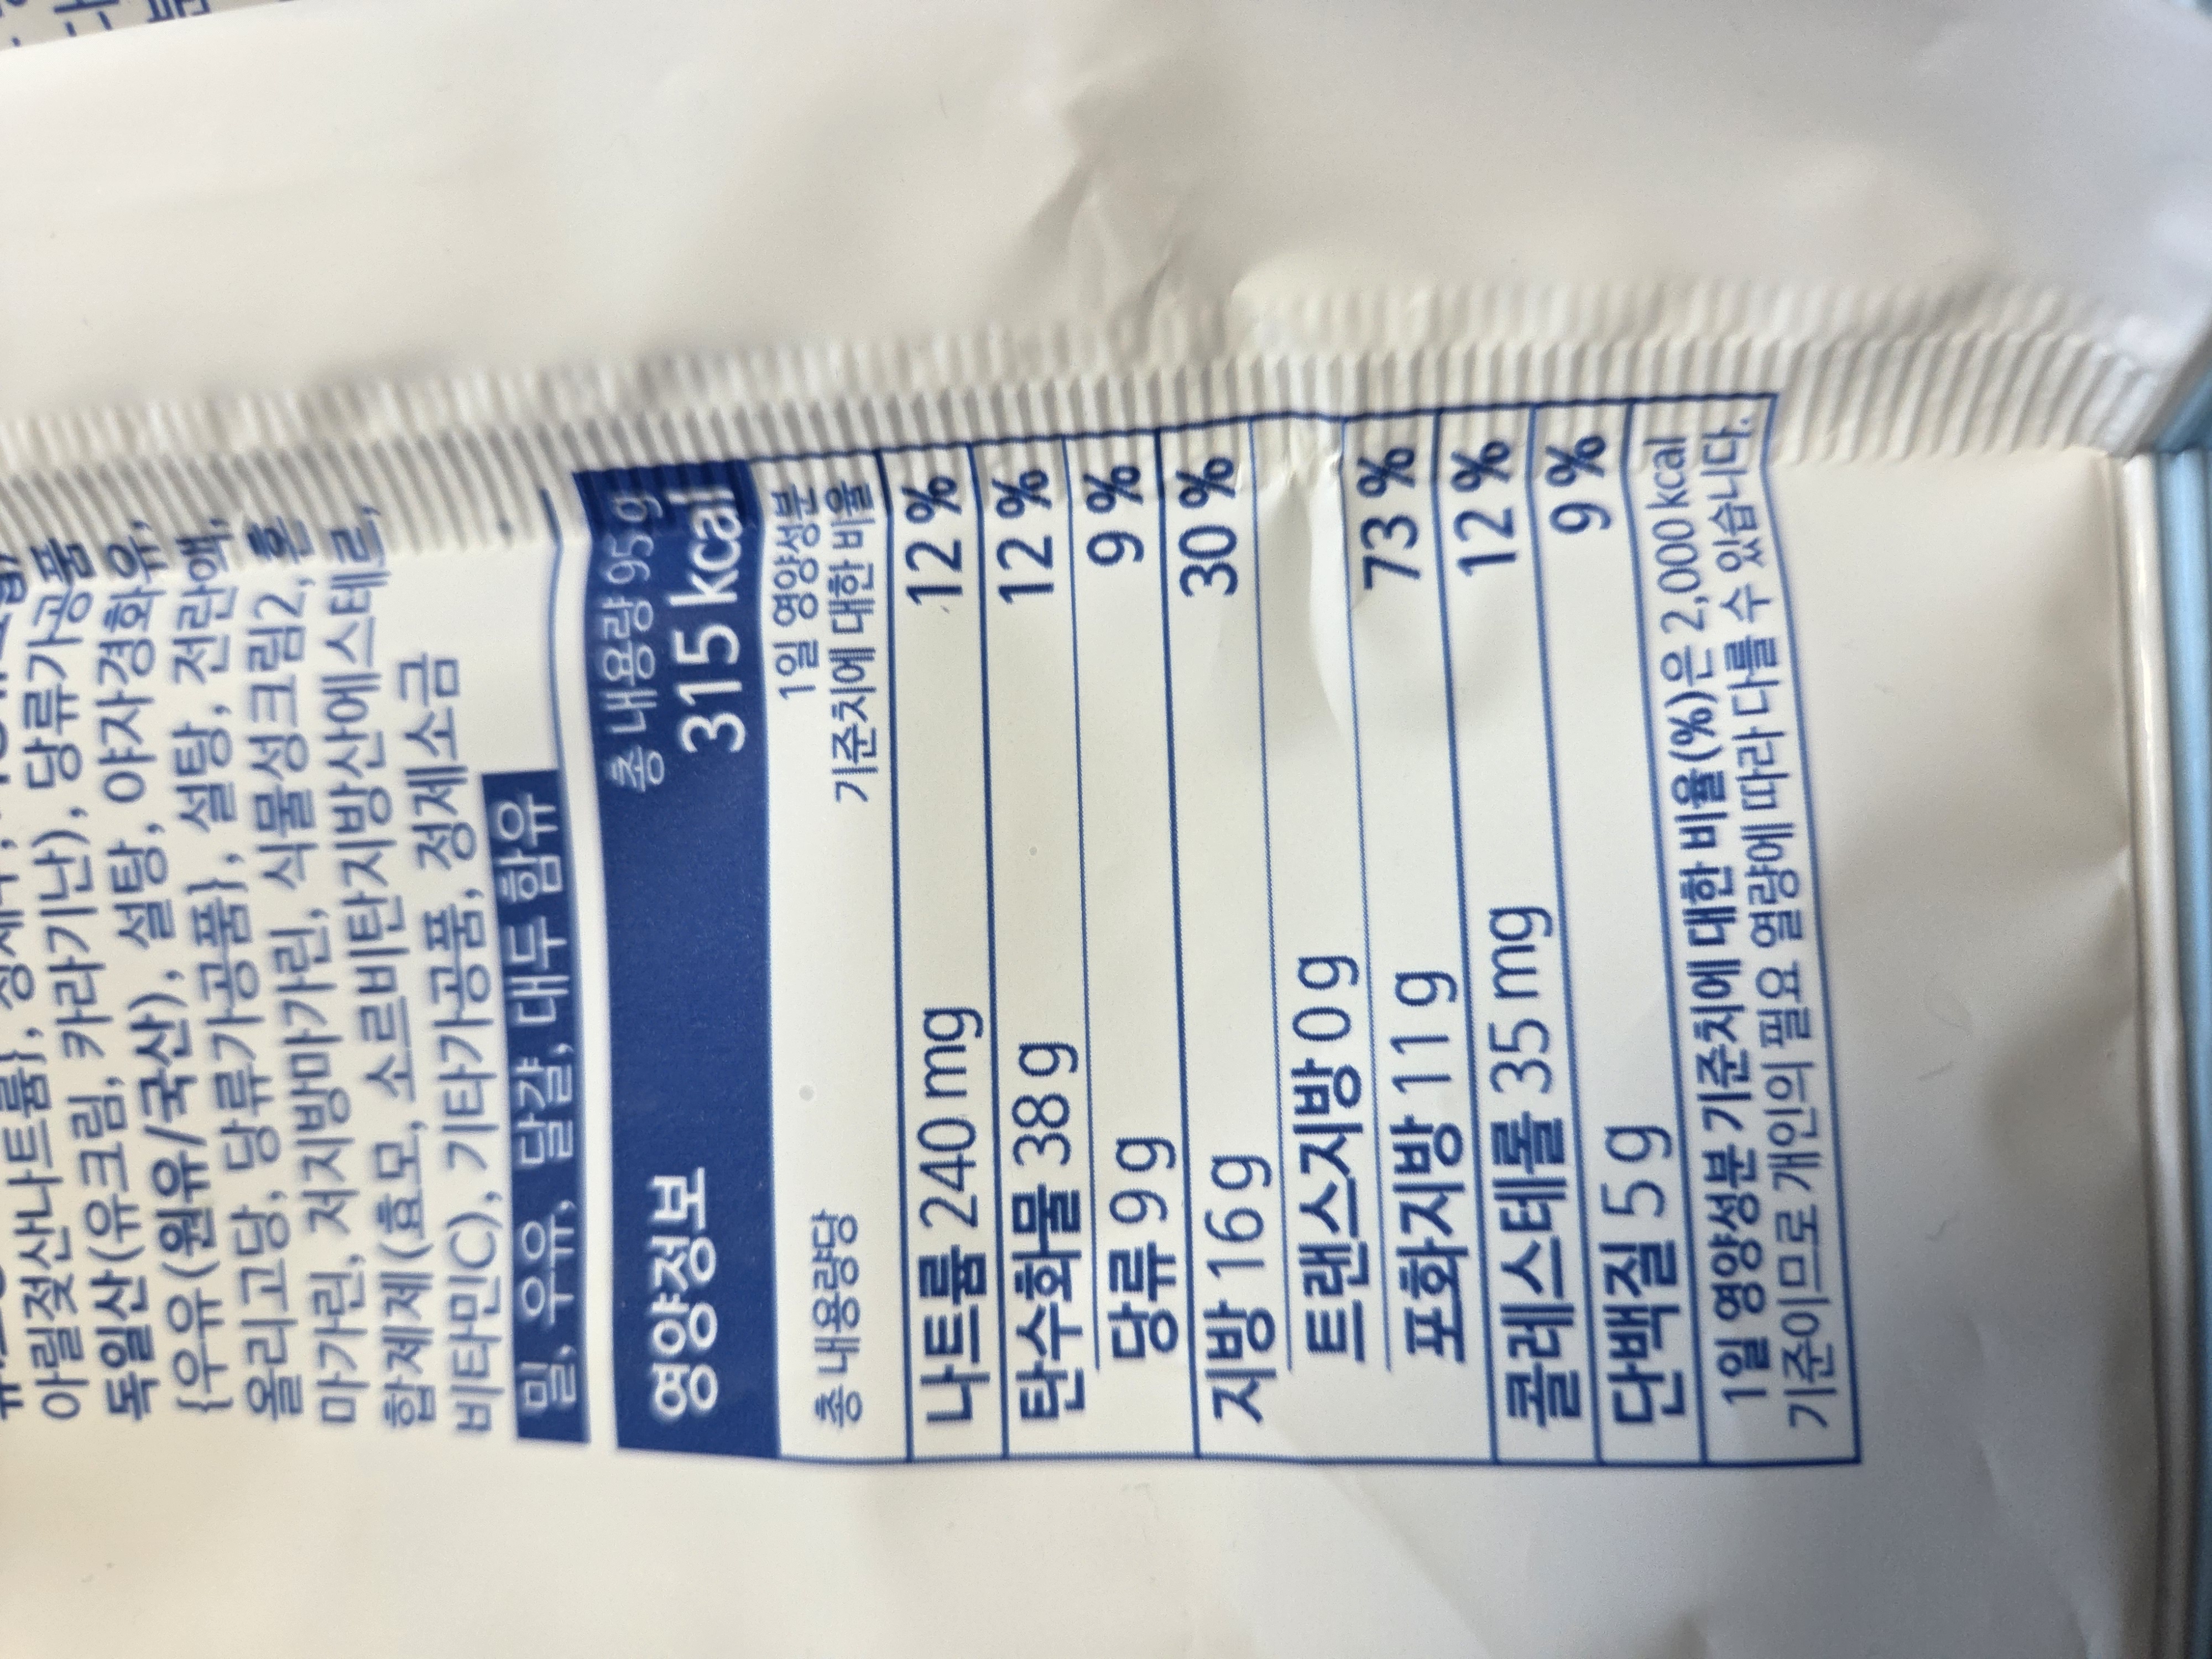 아릴젖산나트륨}, 정제수,
독일산(유크림, 카라기난), 당류가공품
{우유(원유/국산), 설탕, 야자경화유,
올리고당, 당류가공품}, 설탕, 전란액,
마가린, 저지방마가린, 식물성크림2, 혼
합제제(효모, 소르비탄지방산에스테르,
비타민C), 기타가공품, 정제소금
밀, 우유, 달걀, 대두 함유
영양정보
총 내용량 95 g
315 kcal
총 내용량당
1일 영양성분
기준치에 대한 비율
나트륨 240 mg 12 %
탄수화물 38 g 12 %
당류 9 g 9 %
지방 16 g 30 %
트랜스지방 0 g
포화지방 11 g 73 %
콜레스테롤 35 mg 12 %
단백질 5 g 9 %
1일 영양성분 기준치에 대한 비율(%)은 2,000 kcal
기준이므로 개인의 필요 열량에 따라 다를 수 있습니다.